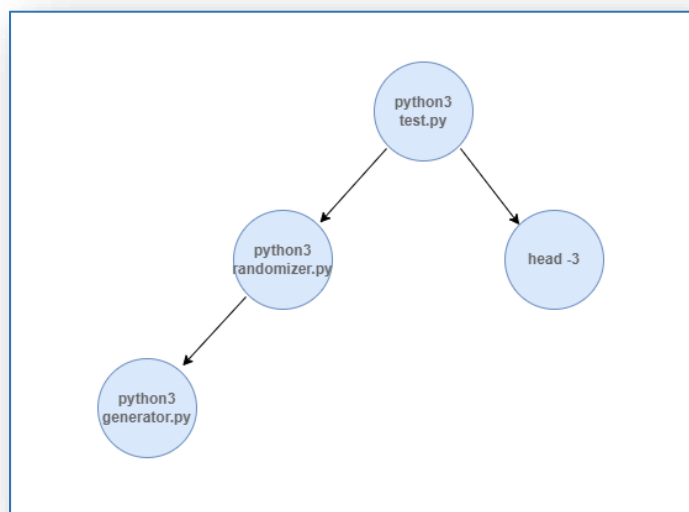 python3
test.py
python3
randomizer.py
head -3
python3
generator.py